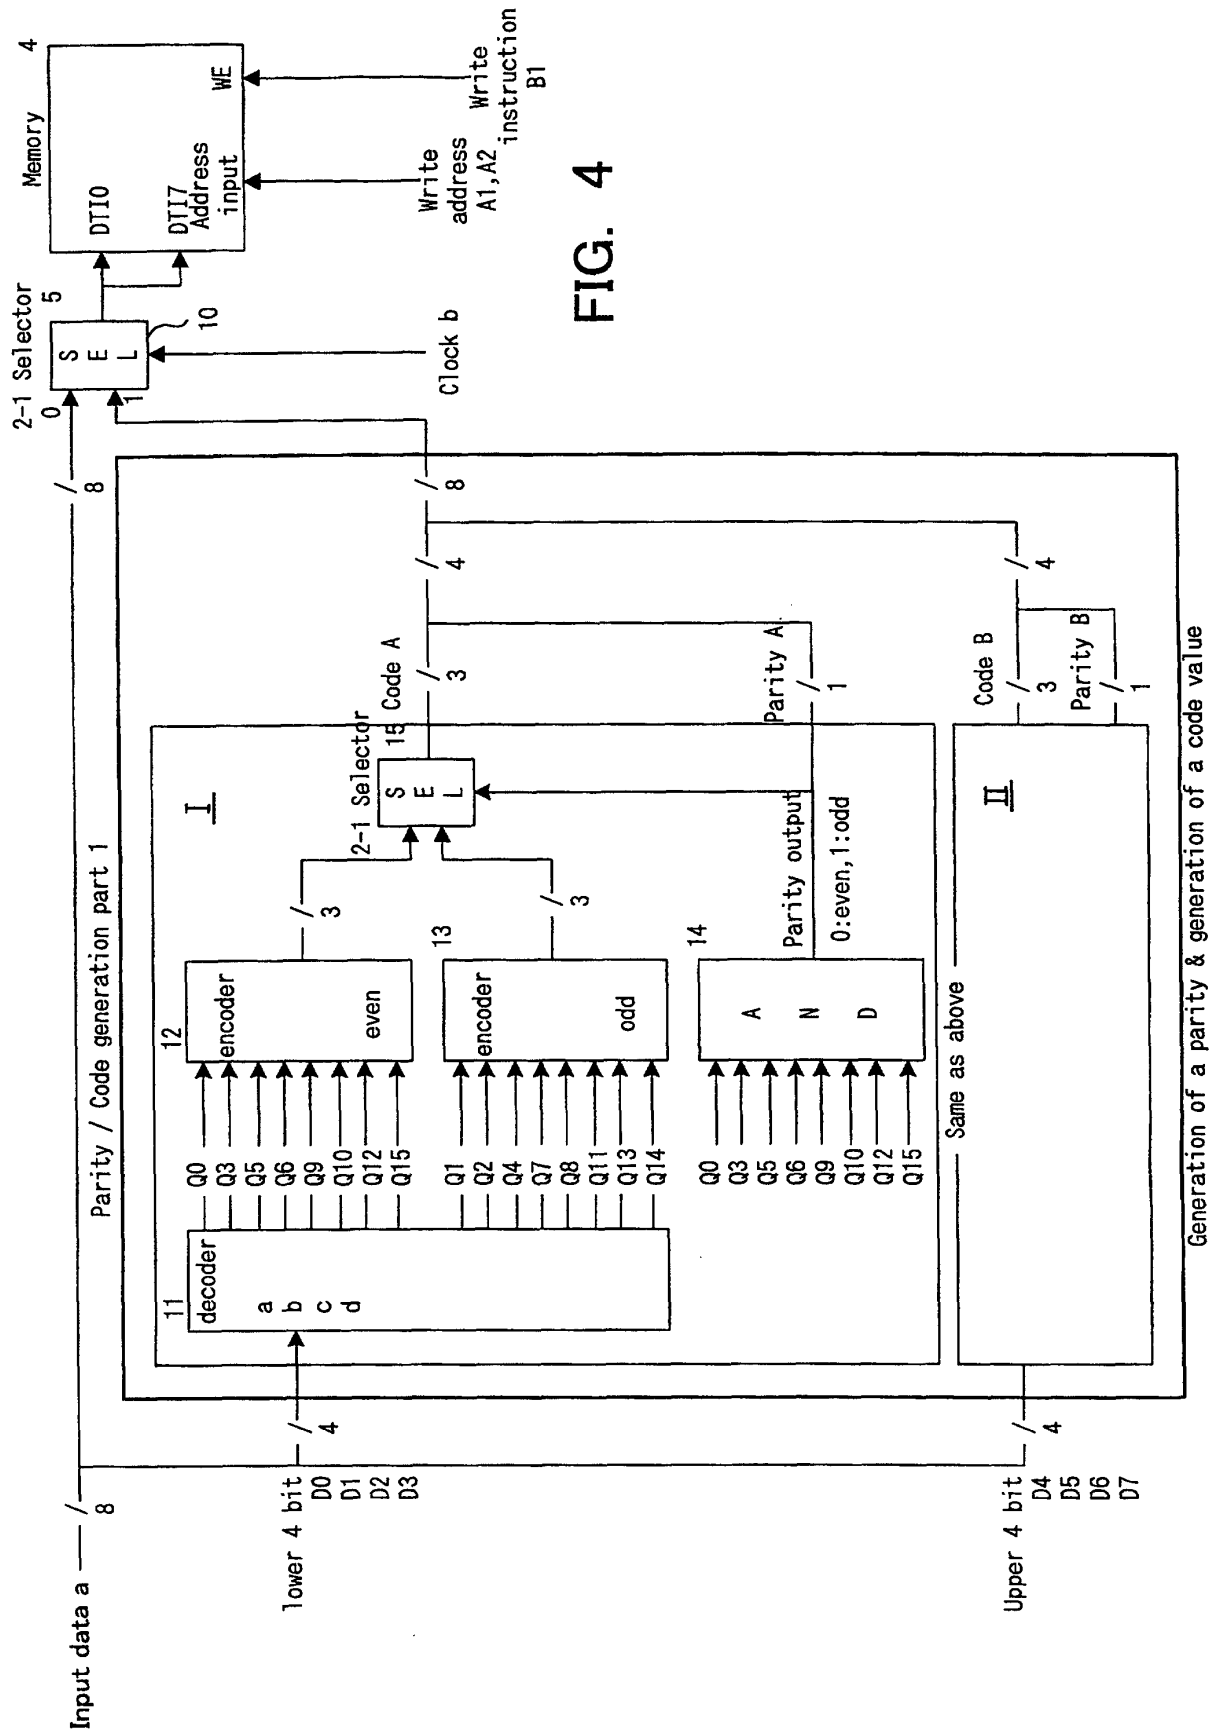 Input data a
8
lower 4 bit
D0
D1
D2
D3
4
Upper 4 bit
D4
D5
D6
D7
4
Parity / Code generation part 1
I
11
decoder
a
b
c
d
Q0
Q3
Q5
Q6
Q9
Q10
Q12
Q15
Q1
Q2
Q4
Q7
Q8
Q11
Q13
Q14
12
encoder
even
3
13
encoder
odd
3
Q0
Q3
Q5
Q6
Q9
Q10
Q12
Q15
14
A
N
D
Parity output
0:even,1:odd
2-1 Selector
15
S
E
L
Code A
3
Parity A
1
4
8
Same as above
II
Code B
3
Parity B
1
4
Generation of a parity & generation of a code value
8
2-1 Selector
5
0
1
S
E
L
10
Clock b
Memory
4
DTI0
DTI7
Address
input
WE
Write
address
A1,A2
Write
instruction
B1
FIG. 4